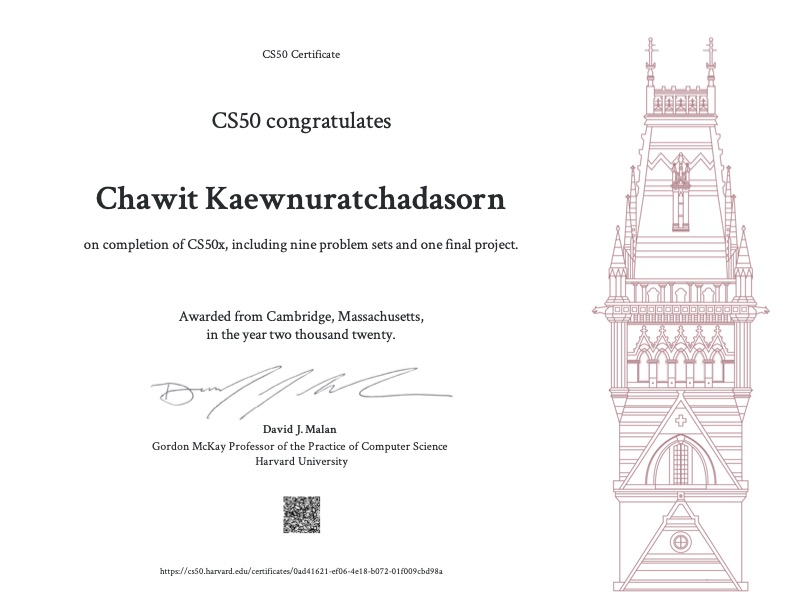 CS50 Certificate
CS50 congratulates
Chawit Kaewnuratchadasorn
on completion of CS50x, including nine problem sets and one final project.
Awarded from Cambridge, Massachusetts,
in the year two thousand twenty.
David J. Malan
Gordon McKay Professor of the Practice of Computer Science
Harvard University
https://cs50.harvard.edu/certificates/0ad41621-ef06-4e18-b072-01f009cbd98a